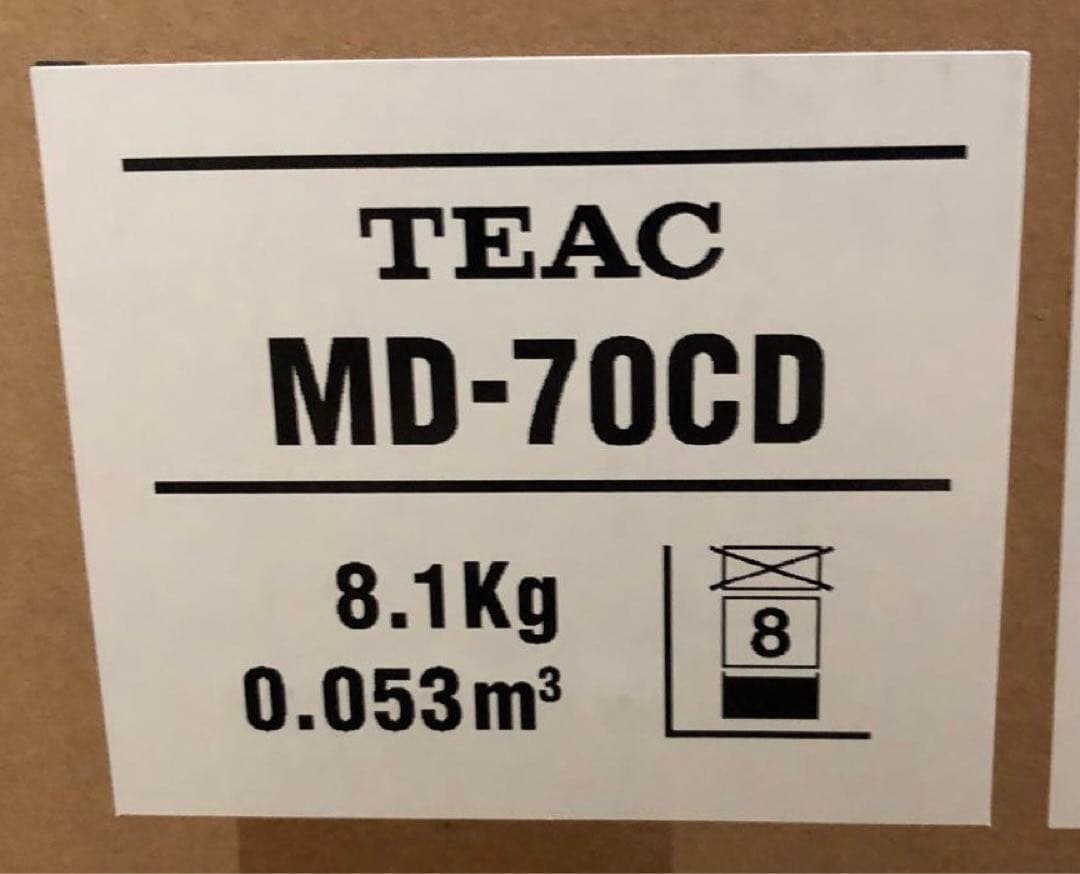 TEAC
MD-70CD
8.1Kg
0.053m³
8